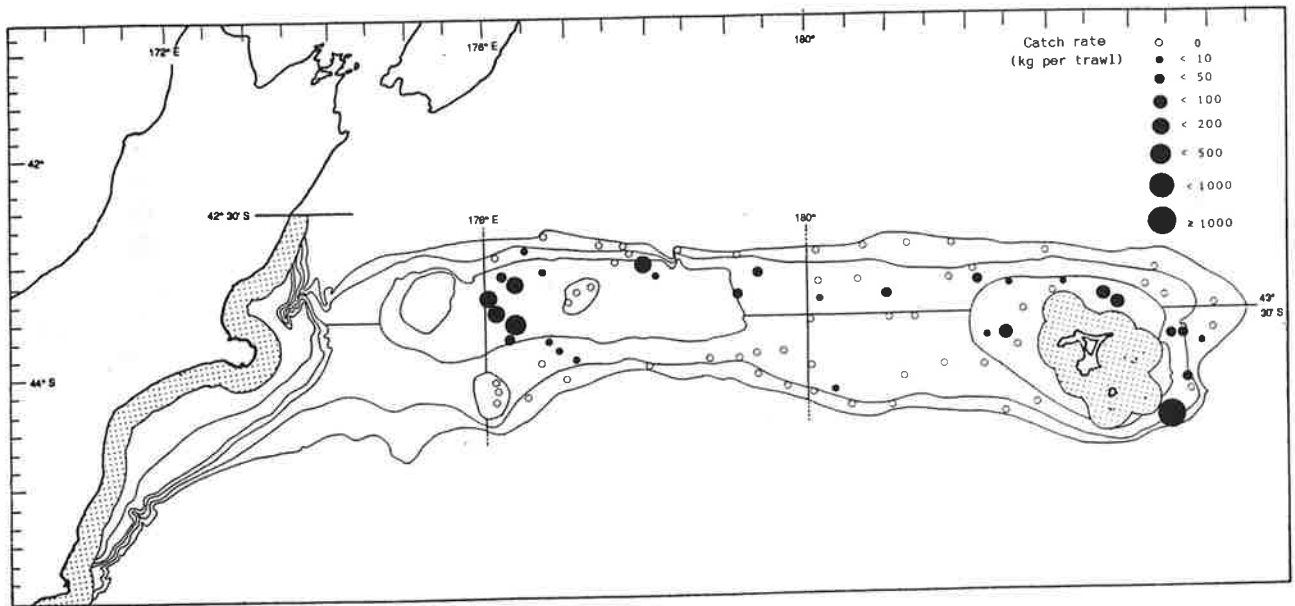 172° E
176° E
180°
Catch rate
(kg per trawl)
0
< 10
< 50
< 100
< 200
< 500
< 1000
≥ 1000
42°
42° 30' S
176° E
180°
43°
30' S
44° S